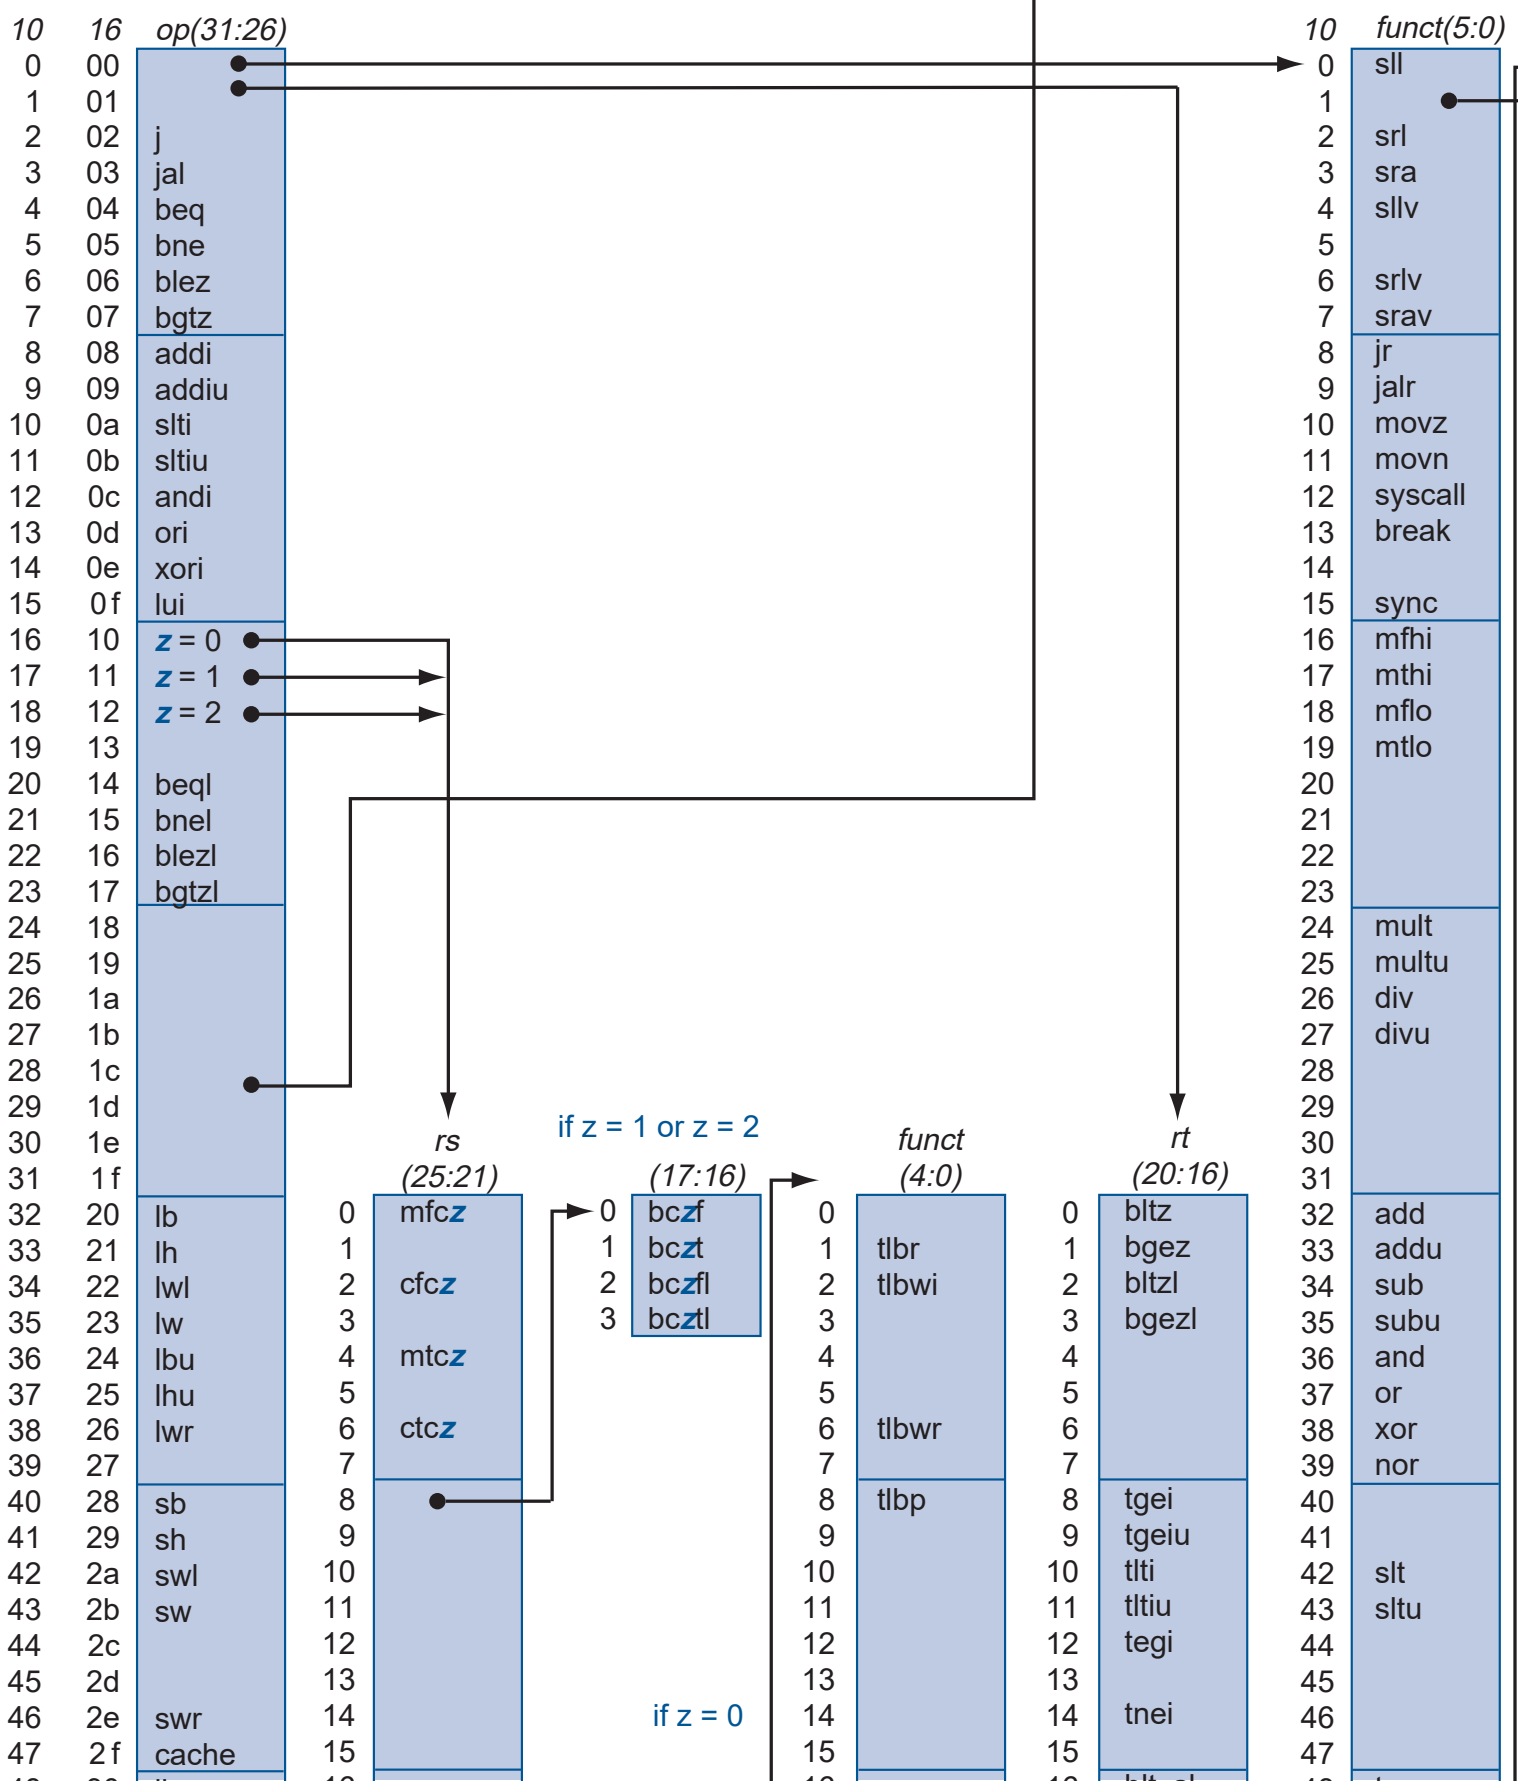 10 16 op(31:26) 10 funct(5:0)
0 00 0 sll
1 01 1
2 02 j 2 srl
3 03 jal 3 sra
4 04 beq 4 sllv
5 05 bne 5
6 06 blez 6 srlv
7 07 bgtz 7 srav
8 08 addi 8 jr
9 09 addiu 9 jalr
10 0a slti 10 movz
11 0b sltiu 11 movn
12 0c andi 12 syscall
13 0d ori 13 break
14 0e xori 14
15 0f lui 15 sync
16 10 z = 0 16 mfhi
17 11 z = 1 17 mthi
18 12 z = 2 18 mflo
19 13 19 mtlo
20 14 beql 20
21 15 bnel 21
22 16 blezl 22
23 17 bgtzl 23
24 18 24 mult
25 19 25 multu
26 1a 26 div
27 1b 27 divu
28 1c 28
29 1d 29
30 1e rs if z = 1 or z = 2 funct rt 30
31 1f (25:21) (17:16) (4:0) (20:16) 31
32 20 lb 0 mfcz 0 bczf 0 0 bltz 32 add
33 21 lh 1 1 bczt 1 tlbr 1 bgez 33 addu
34 22 lwl 2 cfcz 2 bczfl 2 tlbwi 2 bltzl 34 sub
35 23 lw 3 3 bcztl 3 3 bgezl 35 subu
36 24 lbu 4 mtcz 4 4 36 and
37 25 lhu 5 5 5 37 or
38 26 lwr 6 ctcz 6 tlbwr 6 38 xor
39 27 7 7 7 39 nor
40 28 sb 8 8 tlbp 8 tgei 40
41 29 sh 9 9 9 tgeiu 41
42 2a swl 10 10 10 tlti 42 slt
43 2b sw 11 11 11 tltiu 43 sltu
44 2c 12 12 12 tegi 44
45 2d 13 13 13 45
46 2e swr 14 if z = 0 14 14 tnei 46
47 2f cache 15 15 15 47